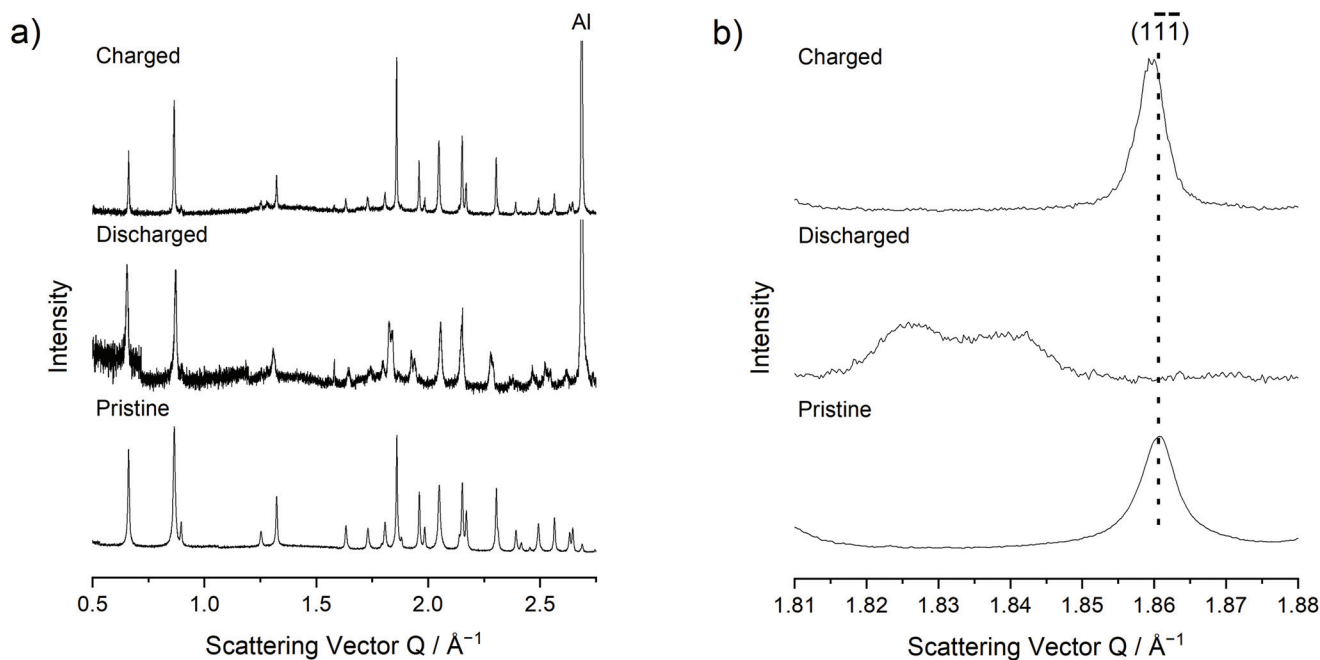 a)
Al
Charged
Discharged
Pristine
Intensity
0.5 1.0 1.5 2.0 2.5
Scattering Vector Q / Å⁻¹
b)
(11̅1̅)
Charged
Discharged
Pristine
Intensity
1.81 1.82 1.83 1.84 1.85 1.86 1.87 1.88
Scattering Vector Q / Å⁻¹